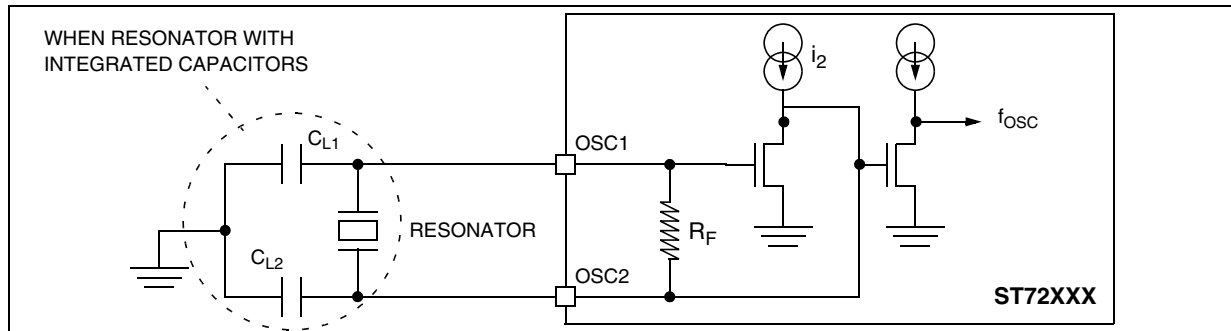 WHEN RESONATOR WITH
INTEGRATED CAPACITORS
i2
fOSC
CL1
OSC1
RESONATOR
RF
CL2
OSC2
ST72XXX